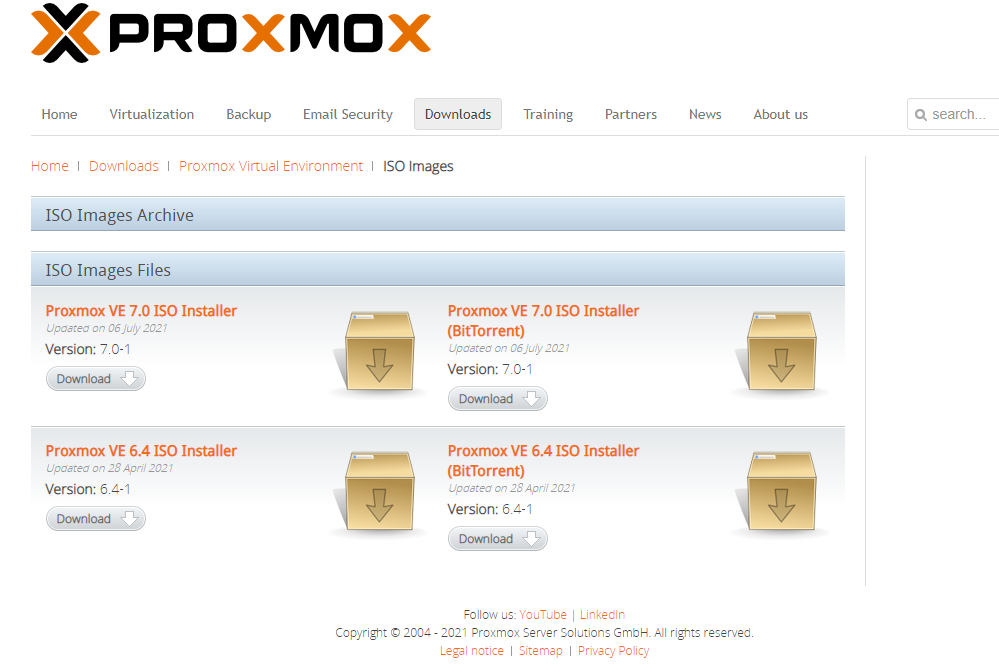 PROXMOX
Home Virtualization Backup Email Security Downloads Training Partners News About us search...
Home | Downloads | Proxmox Virtual Environment | ISO Images
ISO Images Archive
ISO Images Files
Proxmox VE 7.0 ISO Installer
Updated on 06 July 2021
Version: 7.0-1
Download
Proxmox VE 7.0 ISO Installer
(BitTorrent)
Updated on 06 July 2021
Version: 7.0-1
Download
Proxmox VE 6.4 ISO Installer
Updated on 28 April 2021
Version: 6.4-1
Download
Proxmox VE 6.4 ISO Installer
(BitTorrent)
Updated on 28 April 2021
Version: 6.4-1
Download
Follow us: YouTube | LinkedIn
Copyright © 2004 - 2021 Proxmox Server Solutions GmbH. All rights reserved.
Legal notice | Sitemap | Privacy Policy